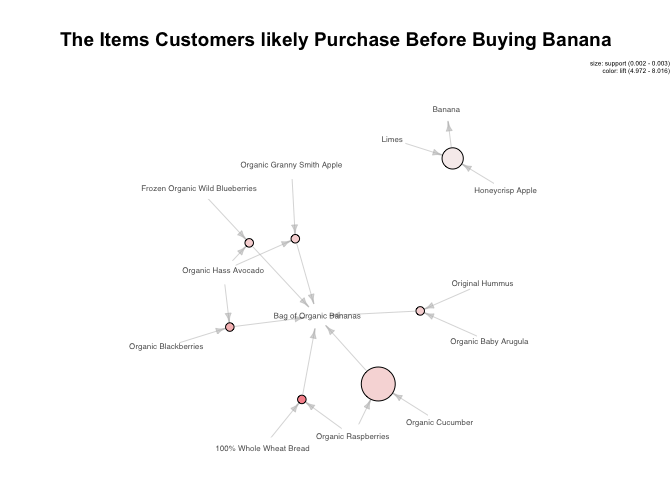 The Items Customers likely Purchase Before Buying Banana
size: support (0.002 - 0.003)
color: lift (4.972 - 8.016)
Banana
Limes
Organic Granny Smith Apple
Frozen Organic Wild Blueberries
Honeycrisp Apple
Organic Hass Avocado
Original Hummus
Bag of Organic Bananas
Organic Baby Arugula
Organic Blackberries
Organic Cucumber
Organic Raspberries
100% Whole Wheat Bread